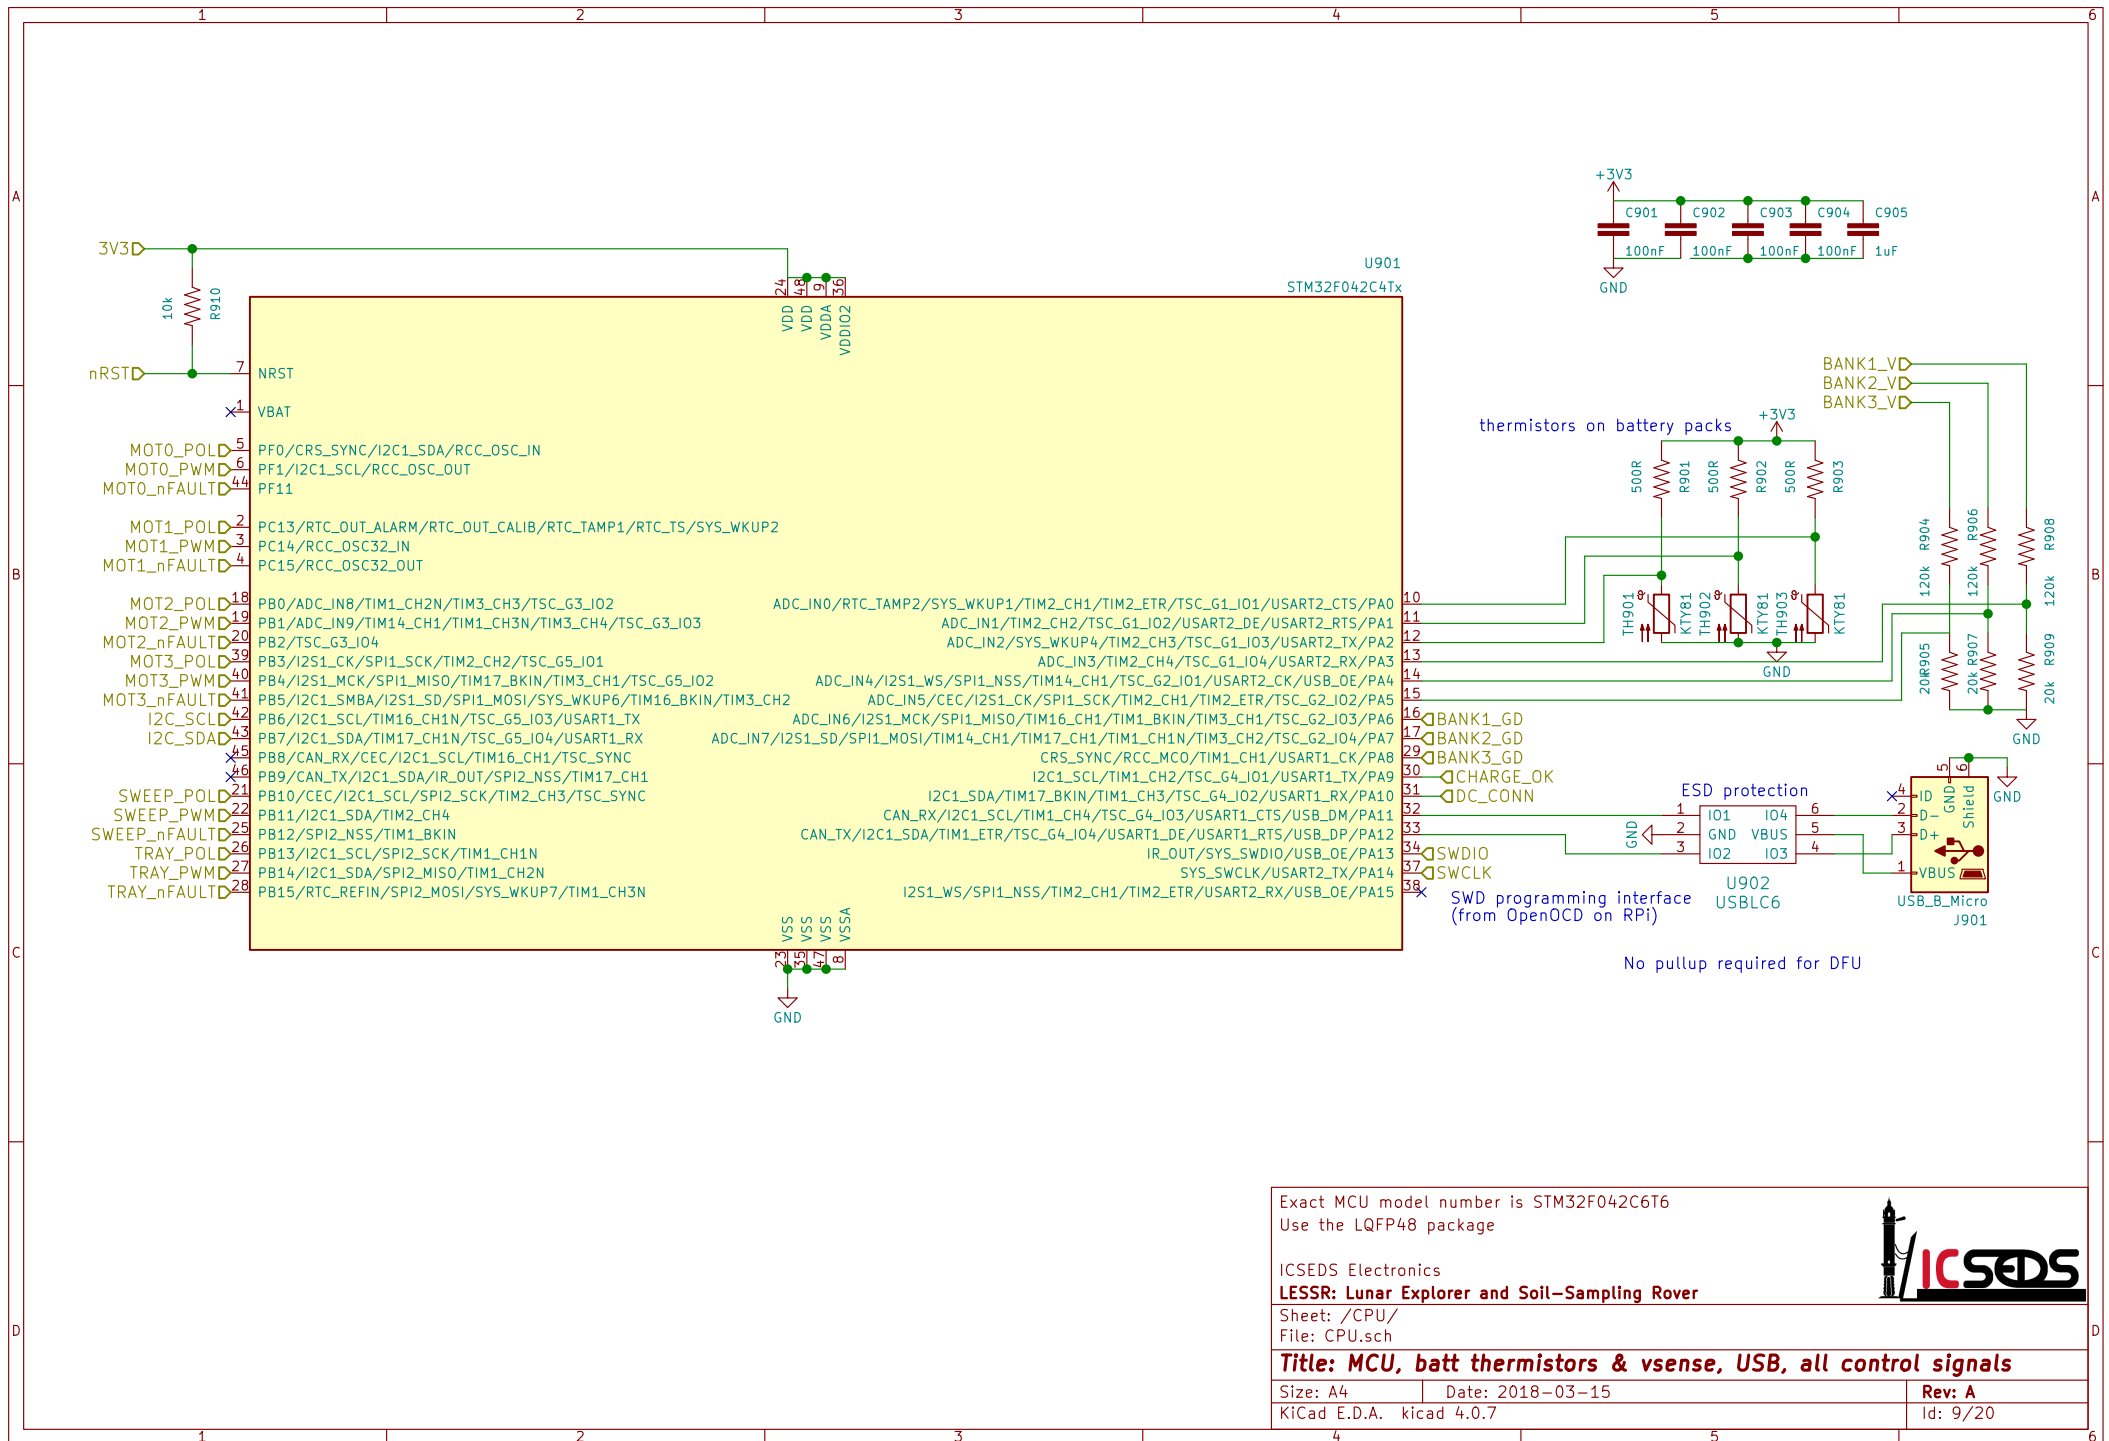 1 2 3 4 5 6
A
B
C
D
3V3
10k
R910
nRST
7
NRST
1
VBAT
MOT0_POL 5 PF0/CRS_SYNC/I2C1_SDA/RCC_OSC_IN
MOT0_PWM 6 PF1/I2C1_SCL/RCC_OSC_OUT
MOT0_nFAULT 44 PF11
MOT1_POL 2 PC13/RTC_OUT_ALARM/RTC_OUT_CALIB/RTC_TAMP1/RTC_TS/SYS_WKUP2
MOT1_PWM 3 PC14/RCC_OSC32_IN
MOT1_nFAULT 4 PC15/RCC_OSC32_OUT
MOT2_POL 18 PB0/ADC_IN8/TIM1_CH2N/TIM3_CH3/TSC_G3_IO2
MOT2_PWM 19 PB1/ADC_IN9/TIM14_CH1/TIM1_CH3N/TIM3_CH4/TSC_G3_IO3
MOT2_nFAULT 20 PB2/TSC_G3_IO4
MOT3_POL 39 PB3/I2S1_CK/SPI1_SCK/TIM2_CH2/TSC_G5_IO1
MOT3_PWM 40 PB4/I2S1_MCK/SPI1_MISO/TIM17_BKIN/TIM3_CH1/TSC_G5_IO2
MOT3_nFAULT 41 PB5/I2C1_SMBA/I2S1_SD/SPI1_MOSI/SYS_WKUP6/TIM16_BKIN/TIM3_CH2
I2C_SCL 42 PB6/I2C1_SCL/TIM16_CH1N/TSC_G5_IO3/USART1_TX
I2C_SDA 43 PB7/I2C1_SDA/TIM17_CH1N/TSC_G5_IO4/USART1_RX
45 PB8/CAN_RX/CEC/I2C1_SCL/TIM16_CH1/TSC_SYNC
46 PB9/CAN_TX/I2C1_SDA/IR_OUT/SPI2_NSS/TIM17_CH1
SWEEP_POL 21 PB10/CEC/I2C1_SCL/SPI2_SCK/TIM2_CH3/TSC_SYNC
SWEEP_PWM 22 PB11/I2C1_SDA/TIM2_CH4
SWEEP_nFAULT 25 PB12/SPI2_NSS/TIM1_BKIN
TRAY_POL 26 PB13/I2C1_SCL/SPI2_SCK/TIM1_CH1N
TRAY_PWM 27 PB14/I2C1_SDA/SPI2_MISO/TIM1_CH2N
TRAY_nFAULT 28 PB15/RTC_REFIN/SPI2_MOSI/SYS_WKUP7/TIM1_CH3N
24 48 9 36
VDD VDD VDDA VDDIO2
U901
STM32F042C4Tx
ADC_IN0/RTC_TAMP2/SYS_WKUP1/TIM2_CH1/TIM2_ETR/TSC_G1_IO1/USART2_CTS/PA0 10
ADC_IN1/TIM2_CH2/TSC_G1_IO2/USART2_DE/USART2_RTS/PA1 11
ADC_IN2/SYS_WKUP4/TIM2_CH3/TSC_G1_IO3/USART2_TX/PA2 12
ADC_IN3/TIM2_CH4/TSC_G1_IO4/USART2_RX/PA3 13
ADC_IN4/I2S1_WS/SPI1_NSS/TIM14_CH1/TSC_G2_IO1/USART2_CK/USB_OE/PA4 14
ADC_IN5/CEC/I2S1_CK/SPI1_SCK/TIM2_CH1/TIM2_ETR/TSC_G2_IO2/PA5 15
ADC_IN6/I2S1_MCK/SPI1_MISO/TIM16_CH1/TIM1_BKIN/TIM3_CH1/TSC_G2_IO3/PA6 16 BANK1_GD
ADC_IN7/I2S1_SD/SPI1_MOSI/TIM14_CH1/TIM17_CH1/TIM1_CH1N/TIM3_CH2/TSC_G2_IO4/PA7 17 BANK2_GD
CRS_SYNC/RCC_MCO/TIM1_CH1/USART1_CK/PA8 29 BANK3_GD
I2C1_SCL/TIM1_CH2/TSC_G4_IO1/USART1_TX/PA9 30 CHARGE_OK
I2C1_SDA/TIM17_BKIN/TIM1_CH3/TSC_G4_IO2/USART1_RX/PA10 31 DC_CONN
CAN_RX/I2C1_SCL/TIM1_CH4/TSC_G4_IO3/USART1_CTS/USB_DM/PA11 32
CAN_TX/I2C1_SDA/TIM1_ETR/TSC_G4_IO4/USART1_DE/USART1_RTS/USB_DP/PA12 33
IR_OUT/SYS_SWDIO/USB_OE/PA13 34 SWDIO
SYS_SWCLK/USART2_TX/PA14 37 SWCLK
I2S1_WS/SPI1_NSS/TIM2_CH1/TIM2_ETR/USART2_RX/USB_OE/PA15 38
VSS VSS VSS VSSA
23 35 47 8
GND
+3V3
C901 C902 C903 C904 C905
100nF 100nF 100nF 100nF 1uF
GND
BANK1_V
BANK2_V
BANK3_V
thermistors on battery packs
+3V3
500R R901 500R R902 500R R903
TH901 KTY81 TH902 KTY81 TH903 KTY81
GND
R904 R906 R908
120k 120k 120k
R905 R907 R909
20k 20k 20k
GND
ESD protection
1 IO1 IO4 6
GND 2 GND VBUS 5
3 IO2 IO3 4
U902
USBLC6
5 6
GND Shield
GND
4 ID
2 D-
3 D+
1 VBUS
USB_B_Micro
J901
SWD programming interface
(from OpenOCD on RPi)
No pullup required for DFU
Exact MCU model number is STM32F042C6T6
Use the LQFP48 package
ICSEDS Electronics
LESSR: Lunar Explorer and Soil-Sampling Rover
ICSEDS
Sheet: /CPU/
File: CPU.sch
Title: MCU, batt thermistors & vsense, USB, all control signals
Size: A4 Date: 2018-03-15 Rev: A
KiCad E.D.A. kicad 4.0.7 Id: 9/20
A
B
C
D
1 2 3 4 5 6